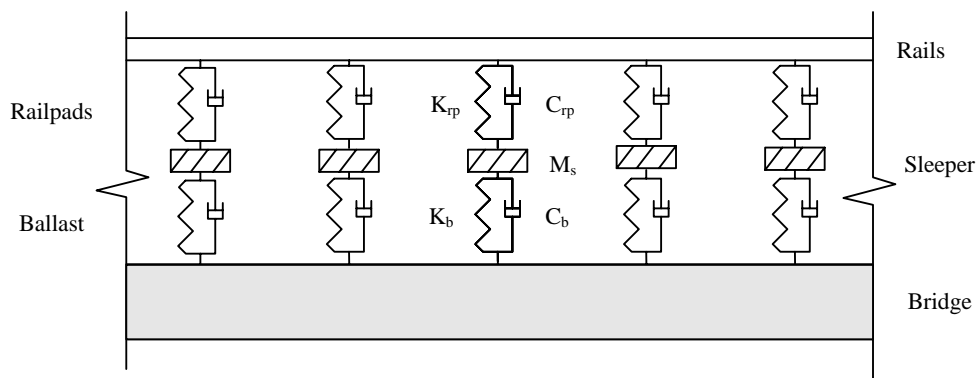 Rails
Railpads
K_rp
C_rp
M_s
Sleeper
Ballast
K_b
C_b
Bridge